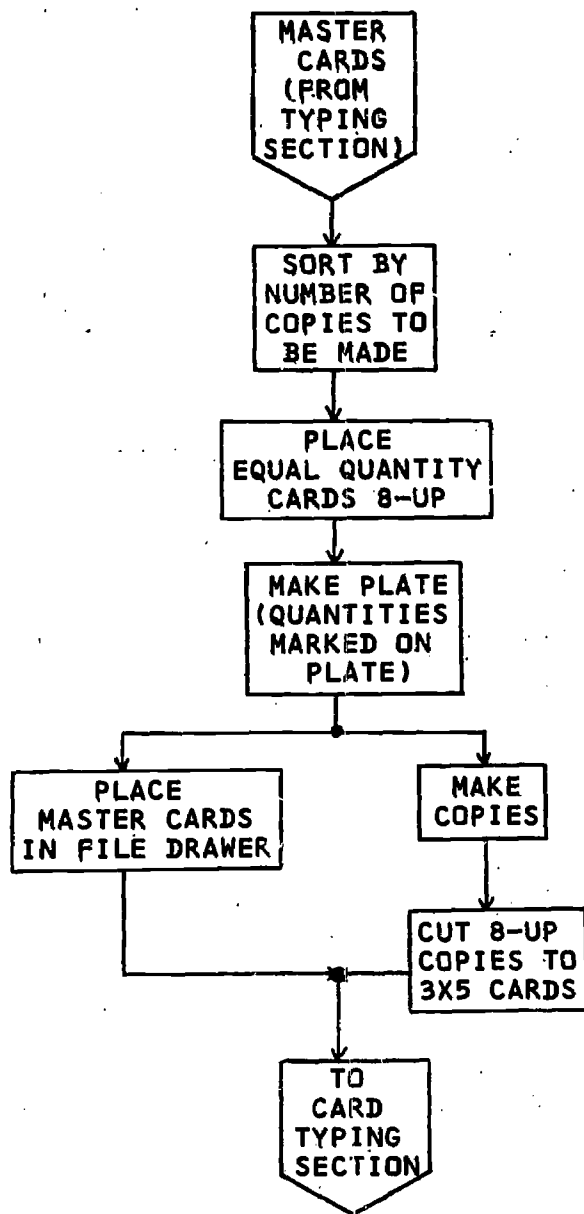 MASTER
CARDS
(FROM
TYPING
SECTION)
SORT BY
NUMBER OF
COPIES TO
BE MADE
PLACE
EQUAL QUANTITY
CARDS 8-UP
MAKE PLATE
(QUANTITIES
MARKED ON
PLATE)
PLACE
MASTER CARDS
IN FILE DRAWER
MAKE
COPIES
CUT 8-UP
COPIES TO
3X5 CARDS
TO
CARD
TYPING
SECTION